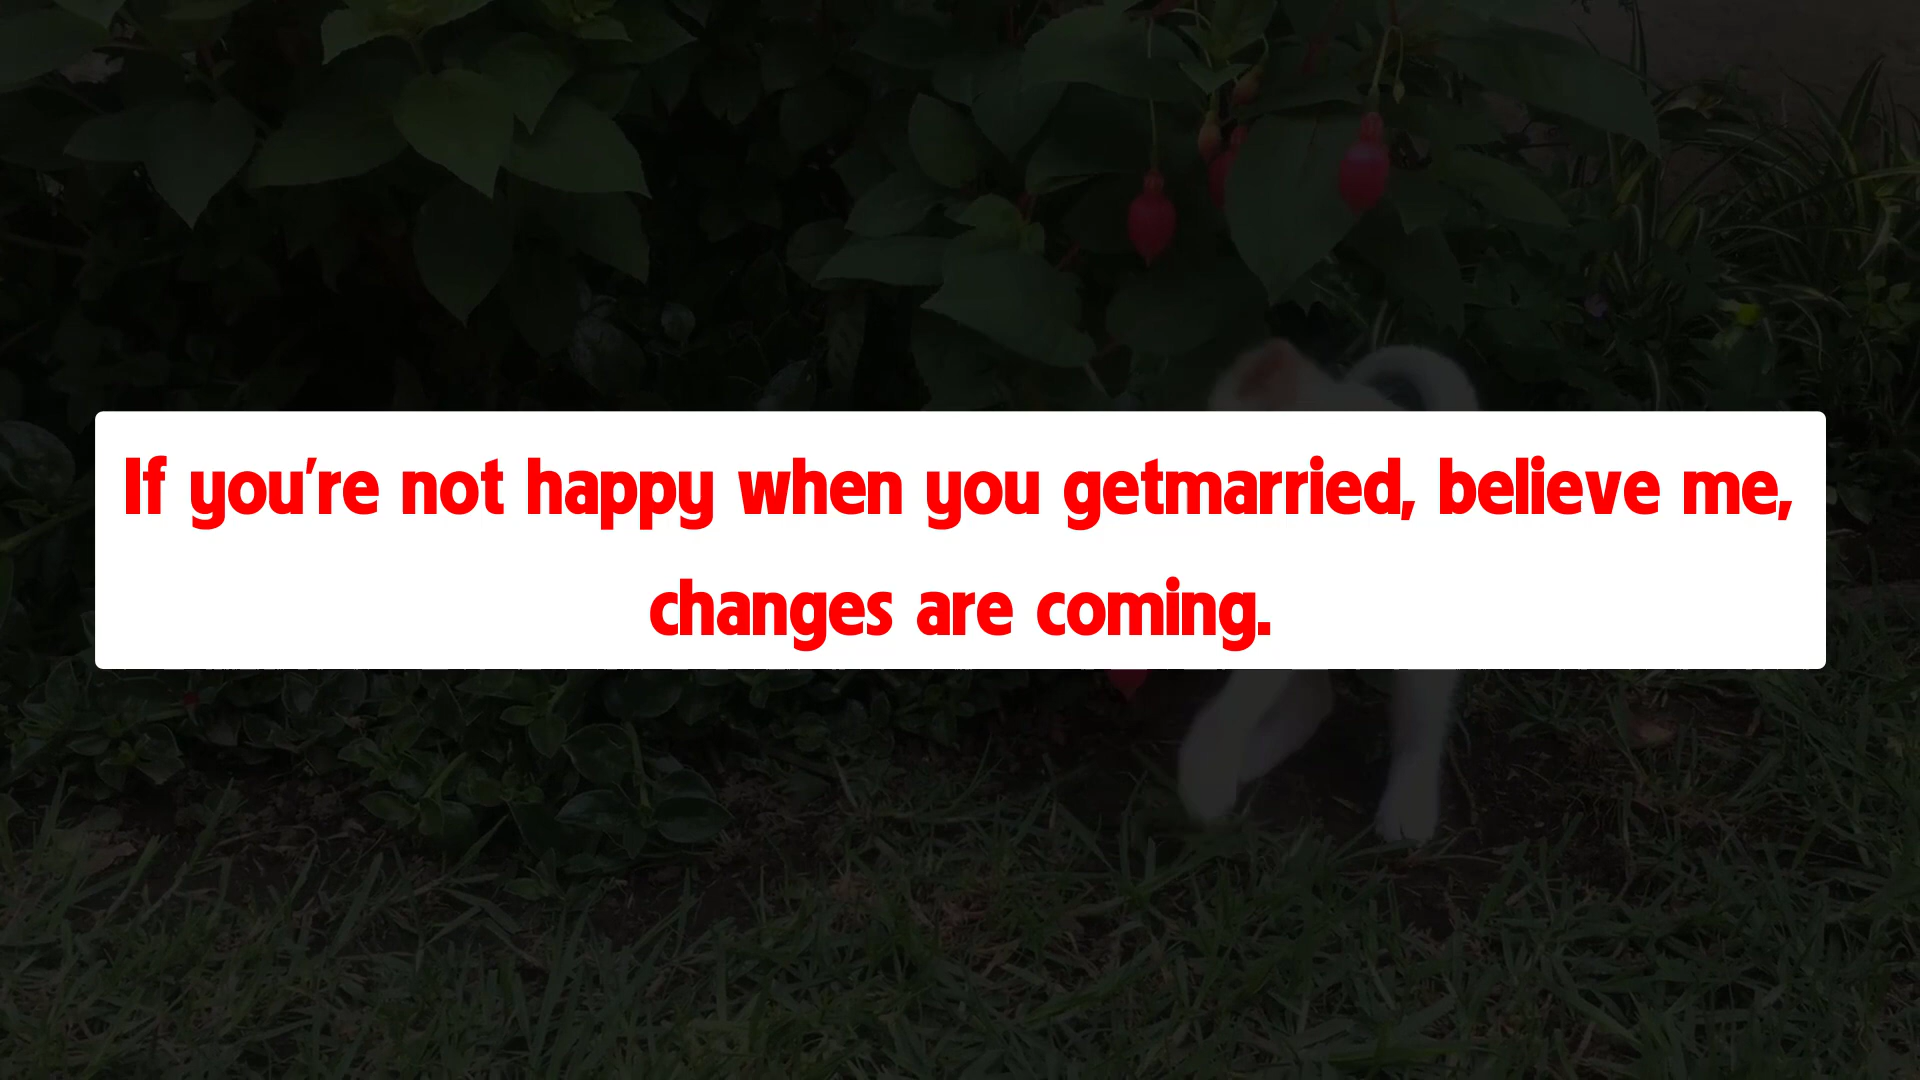 If you're not happy when you getmarried, believe me,
changes are coming.